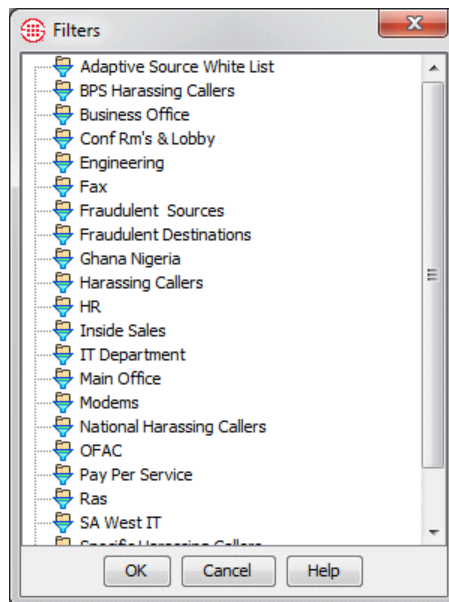 Filters
Adaptive Source White List
BPS Harassing Callers
Business Office
Conf Rm's & Lobby
Engineering
Fax
Fraudulent  Sources
Fraudulent Destinations
Ghana Nigeria
Harassing Callers
HR
Inside Sales
IT Department
Main Office
Modems
National Harassing Callers
OFAC
Pay Per Service
Ras
SA West IT
OK Cancel Help